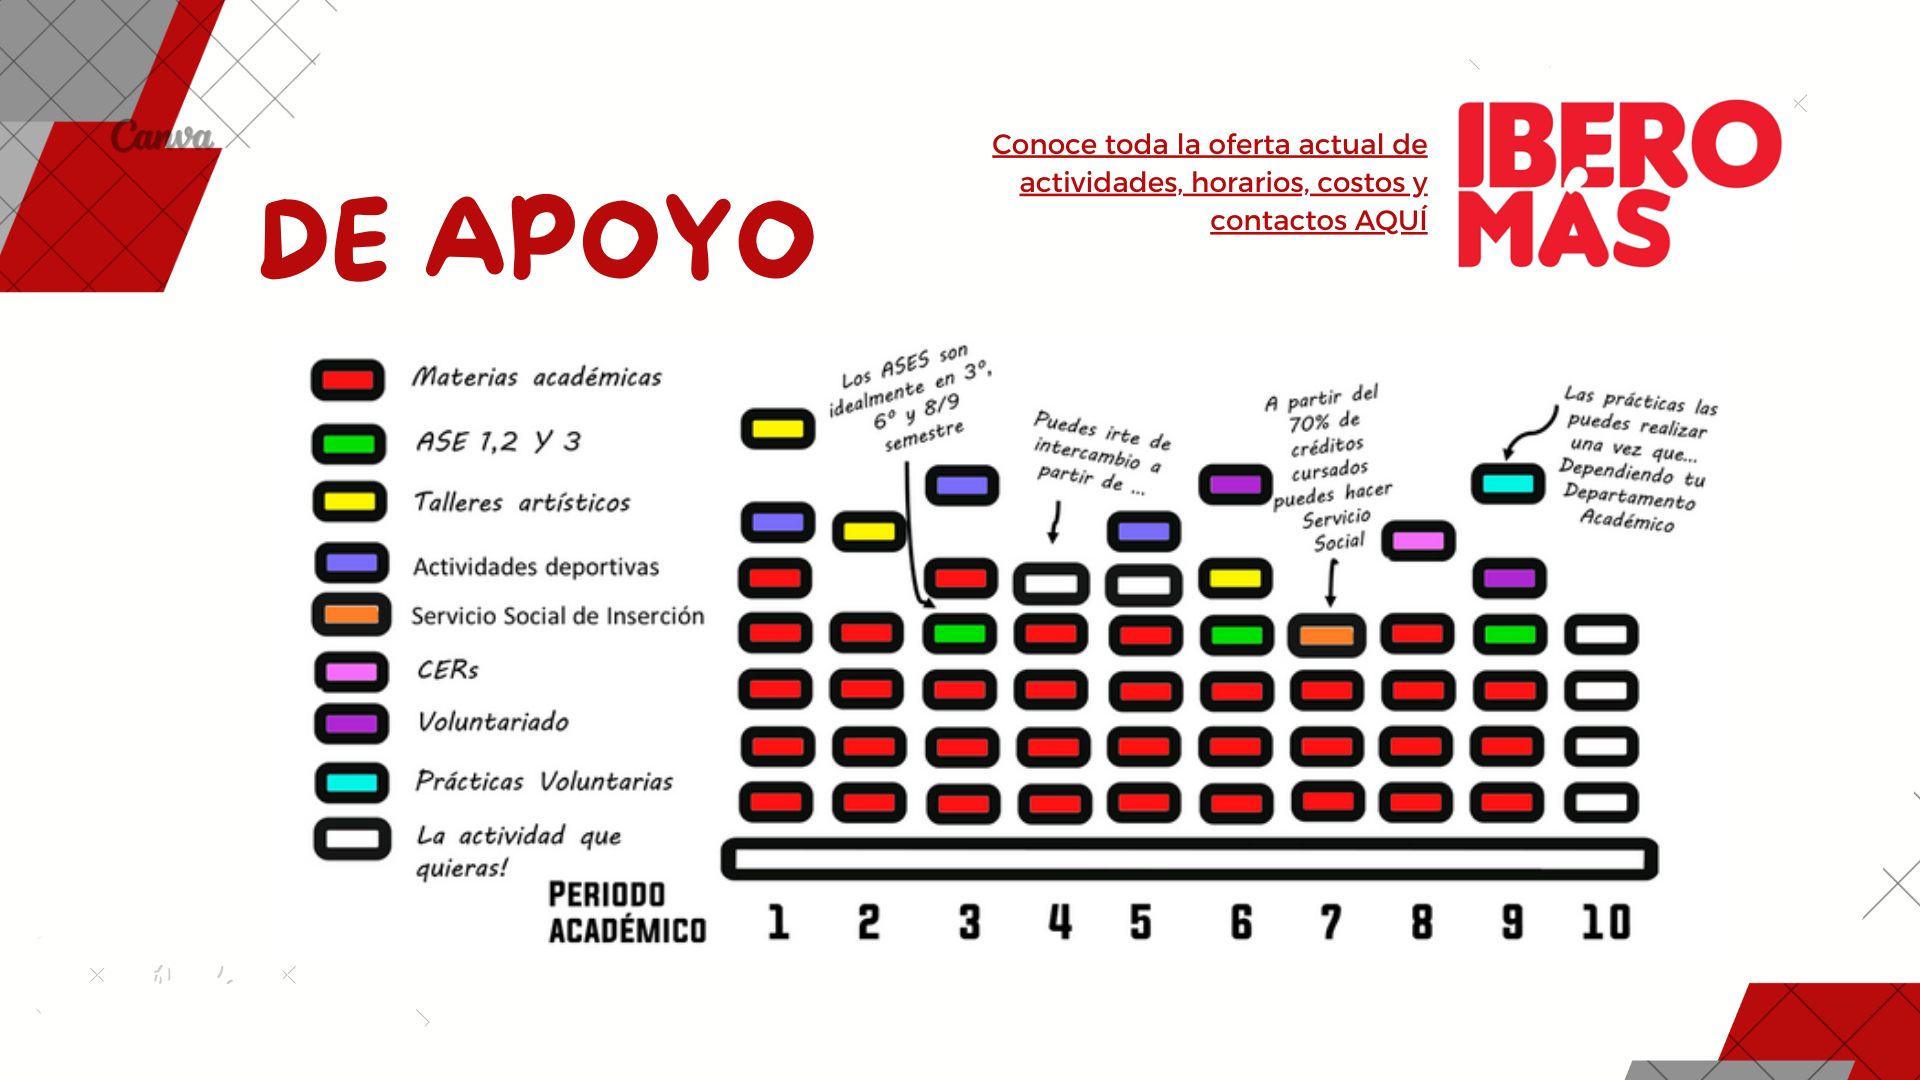 Canva
DE APOYO
Conoce toda la oferta actual de
actividades, horarios, costos y
contactos AQUÍ
IBERO
MÁS
Materias académicas
ASE 1,2 Y 3
Talleres artísticos
Actividades deportivas
Servicio Social de Inserción
CERs
Voluntariado
Prácticas Voluntarias
La actividad que
quieras!
Los ASES son
idealmente en 3º,
6º y 8/9
semestre
Puedes irte de
intercambio a
partir de ...
A partir del
70% de
créditos
cursados
puedes hacer
Servicio
Social
Las prácticas las
puedes realizar
una vez que...
Dependiendo tu
Departamento
Académico
PERIODO
ACADÉMICO
1 2 3 4 5 6 7 8 9 10